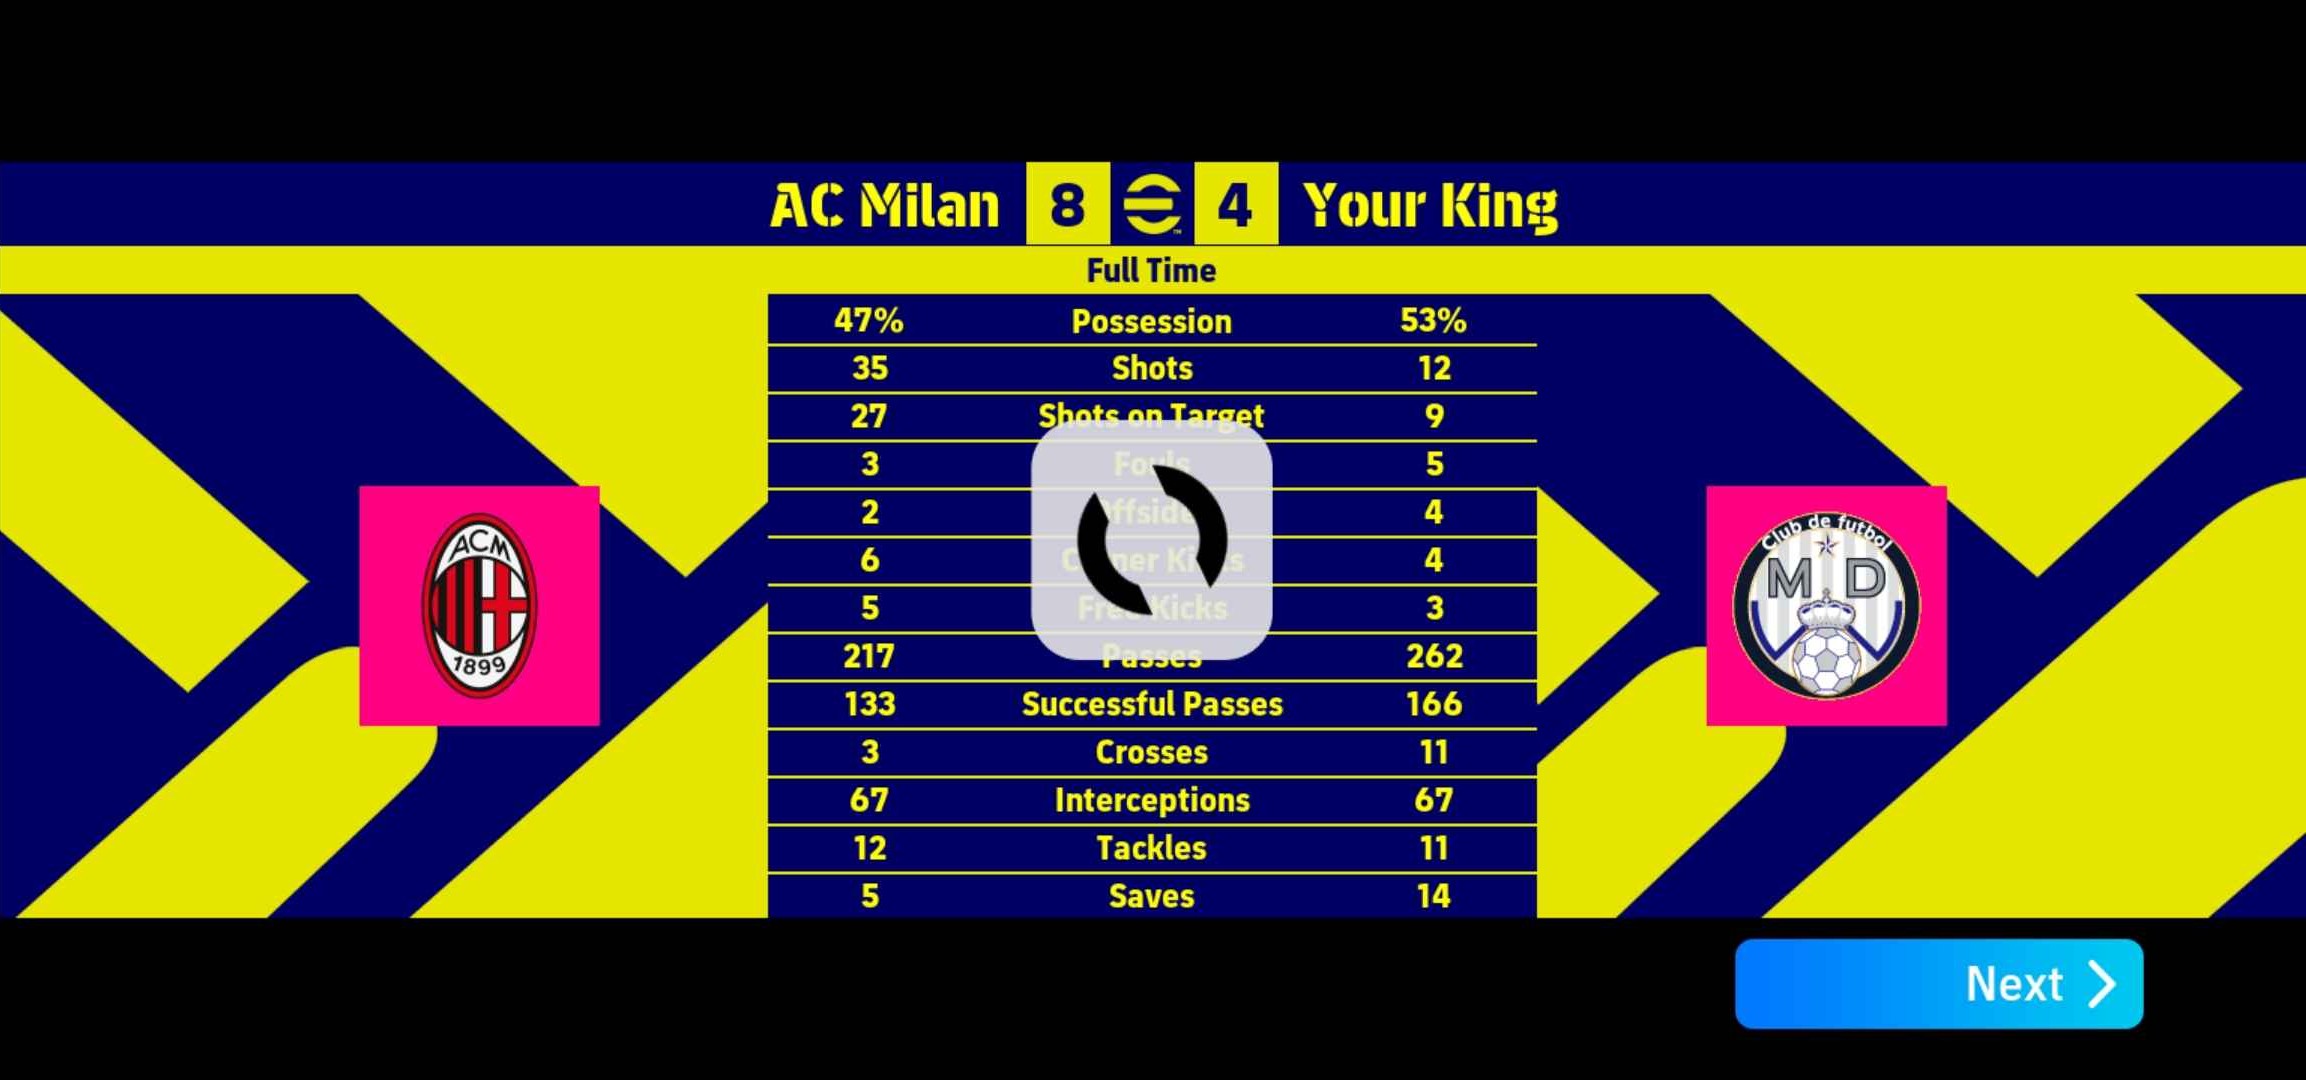 AC Milan 8 4 Your King
Full Time
47% Possession 53%
35 Shots 12
27 Shots on Target 9
3 Fouls 5
2 Offsides 4
6 Corner Kicks 4
5 Free Kicks 3
217 Passes 262
133 Successful Passes 166
3 Crosses 11
67 Interceptions 67
12 Tackles 11
5 Saves 14
ACM
1899
Club de futbol
M D
Next